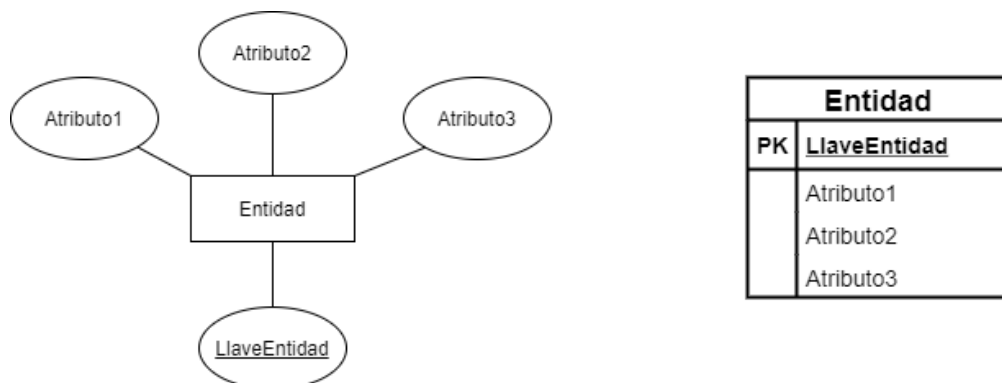 Atributo2
Atributo1
Atributo3
Entidad
LlaveEntidad
Entidad
PK LlaveEntidad
Atributo1
Atributo2
Atributo3